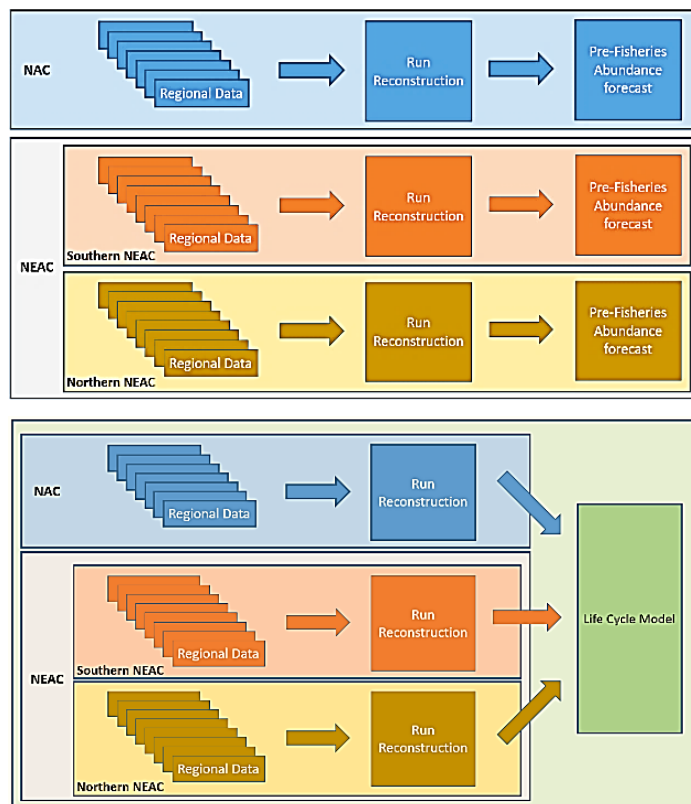 NAC
Regional Data
Run
Reconstruction
Pre-Fisheries
Abundance
forecast
NEAC
Regional Data
Southern NEAC
Run
Reconstruction
Pre-Fisheries
Abundance
forecast
Regional Data
Northern NEAC
Run
Reconstruction
Pre-Fisheries
Abundance
forecast
NAC
Regional Data
Run
Reconstruction
NEAC
Regional Data
Southern NEAC
Run
Reconstruction
Regional Data
Northern NEAC
Run
Reconstruction
Life Cycle Model